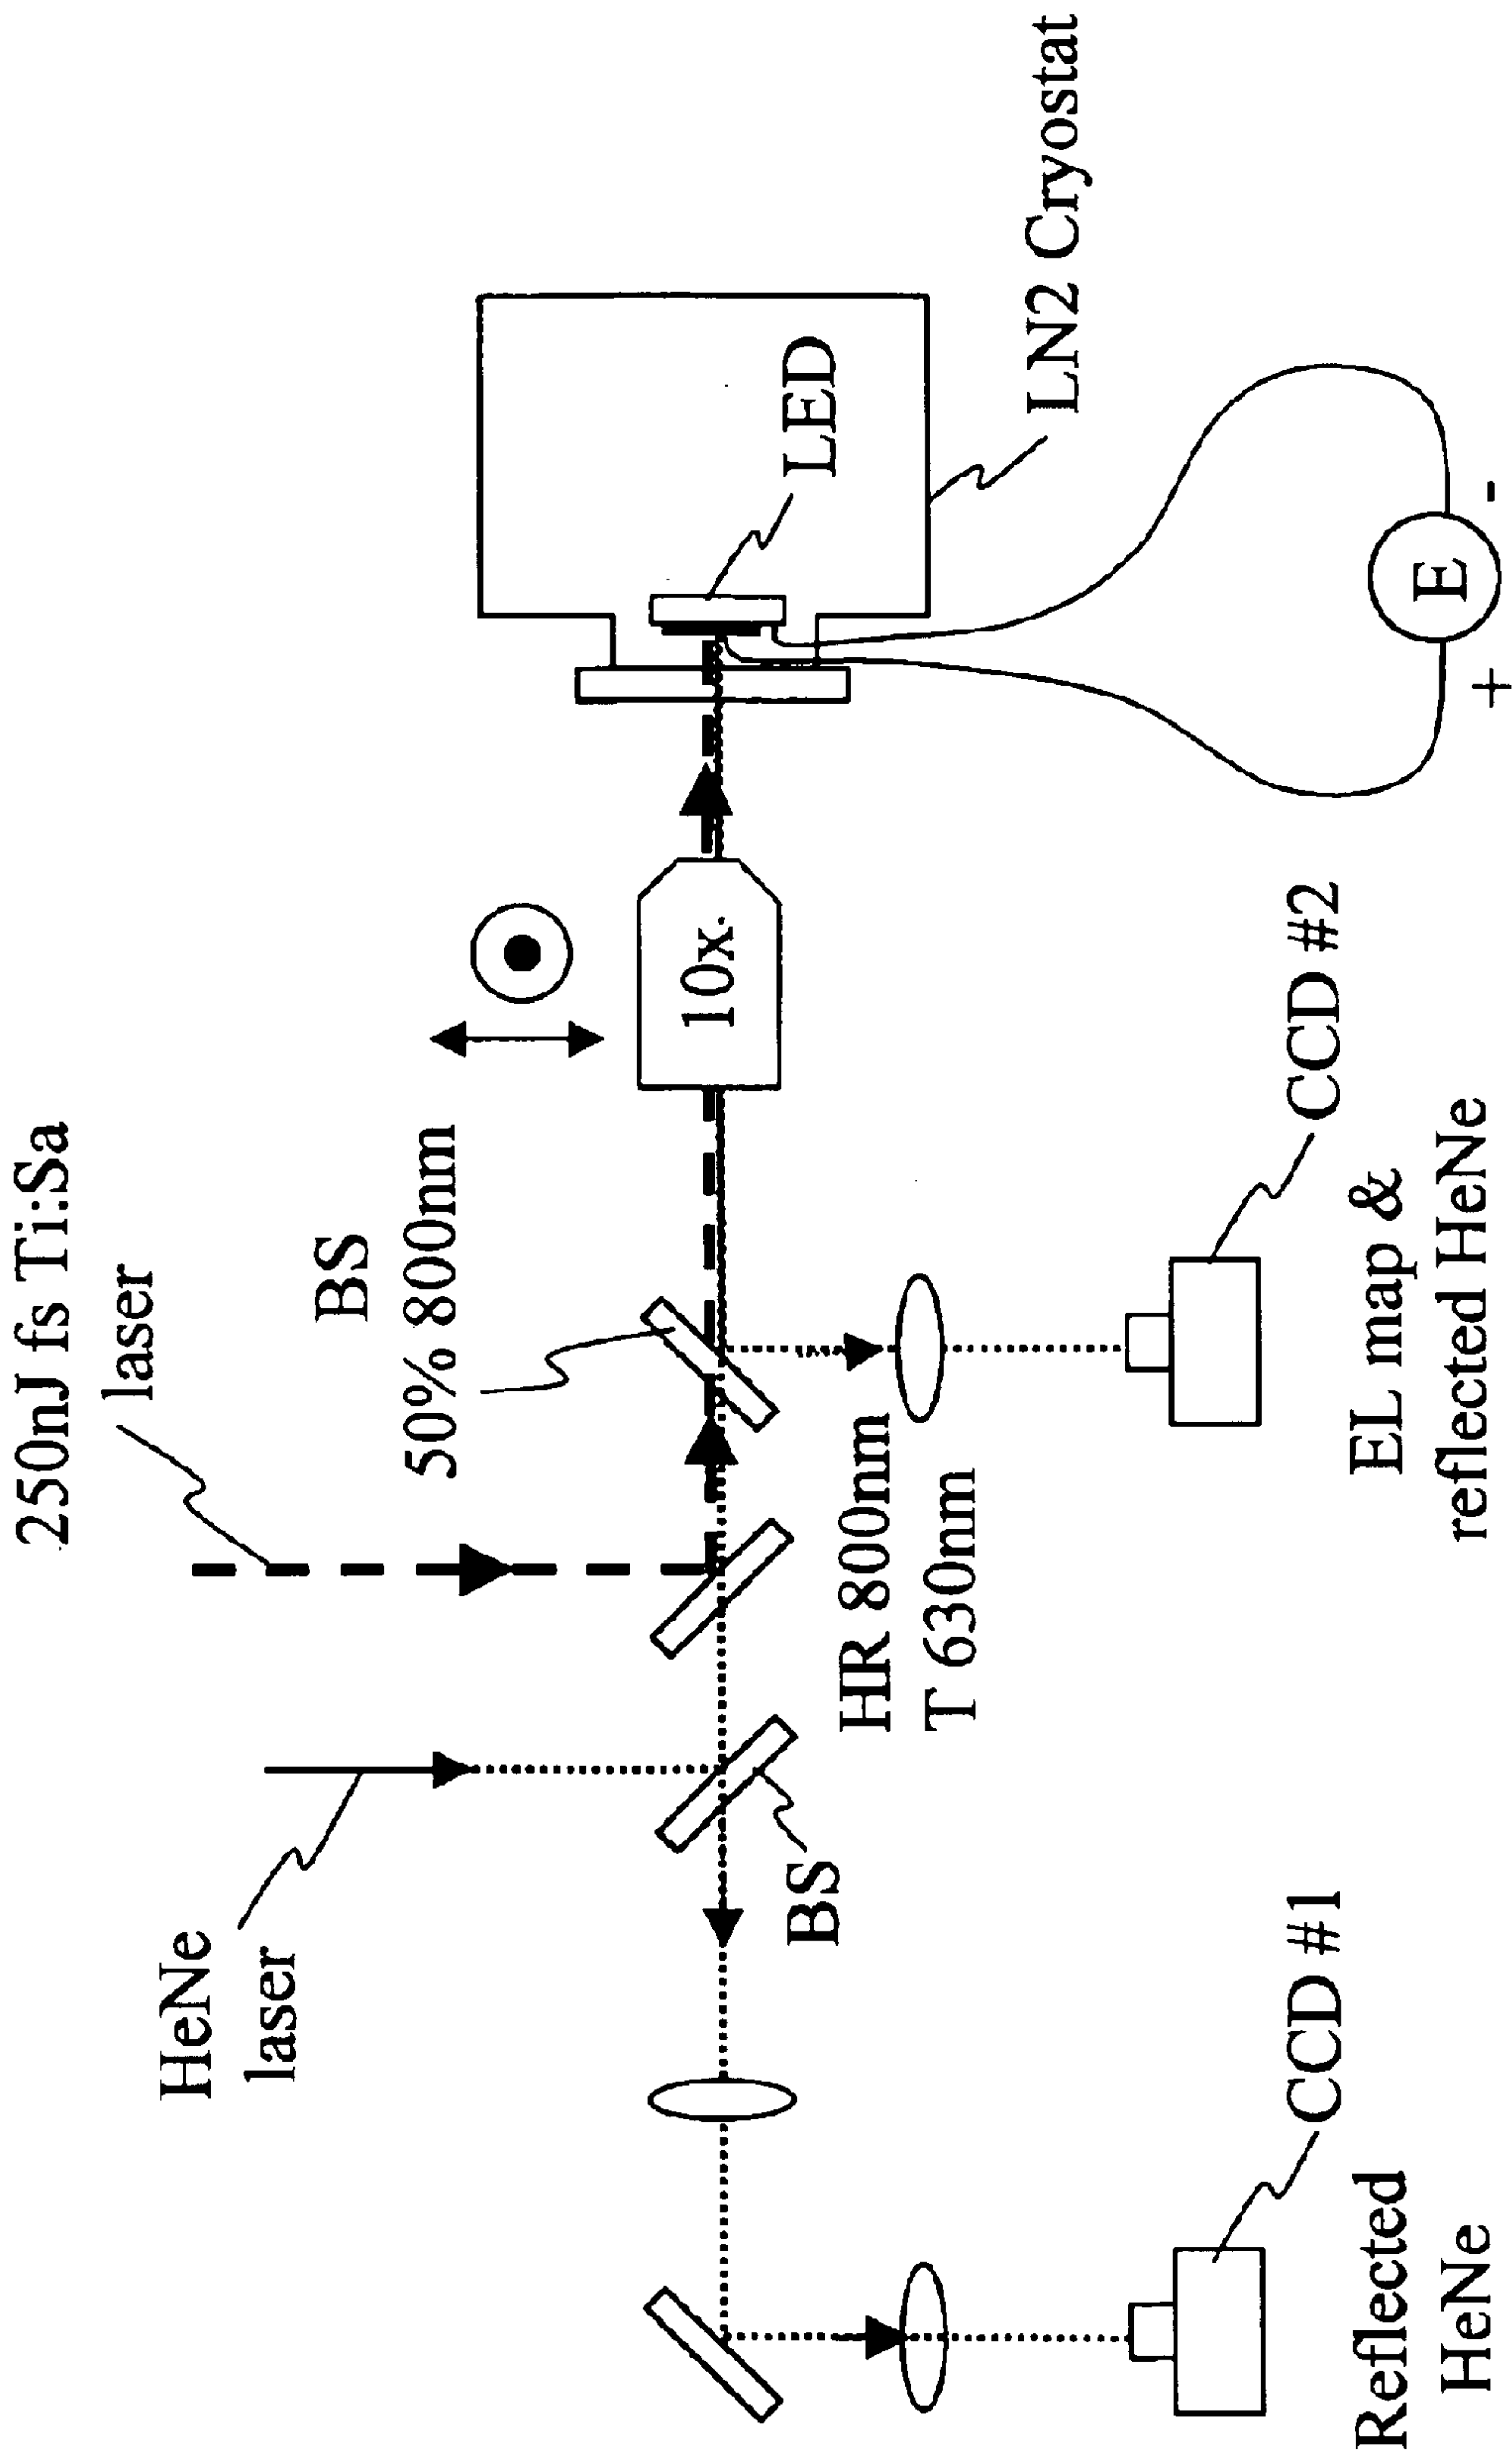 250nJ fs Ti:Sa
laser
HeNe
laser
BS
50% 800nm
10x
LED
LN2 Cryostat
BS
HR 800nm
T 630nm
CCD #1
Reflected
HeNe
CCD #2
EL map &
reflected HeNe
+
E
-